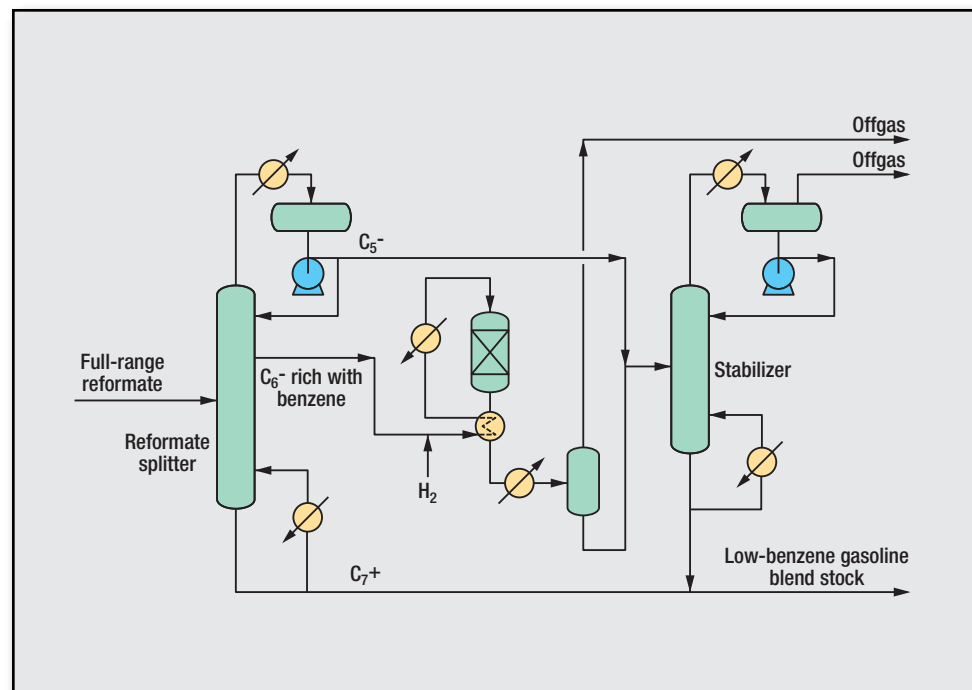 Offgas
Offgas
C₅-
Full-range
reformate
C₆- rich with
benzene
Stabilizer
Reformate
splitter
H₂
C₇+
Low-benzene gasoline
blend stock